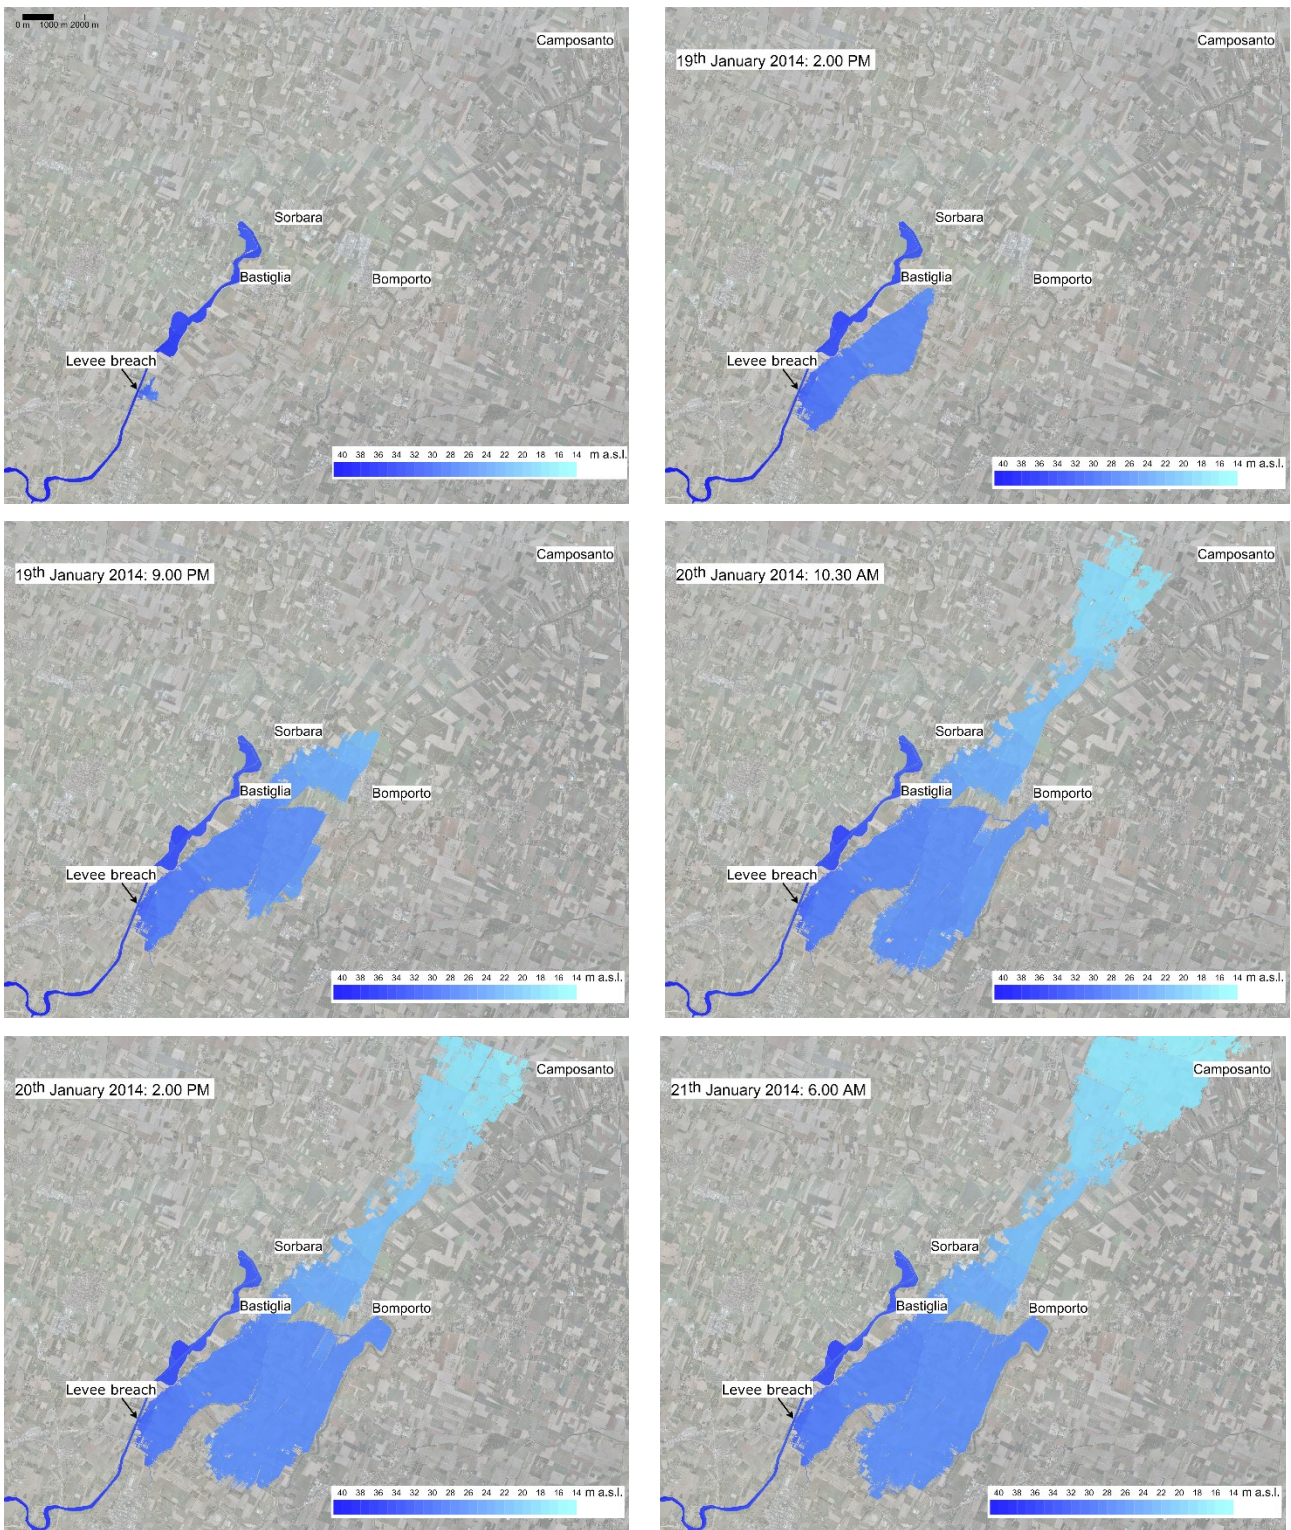 0 m 1000 m 2000 m
Camposanto
Sorbara
Bastiglia
Bomporto
Levee breach
40 38 36 34 32 30 28 26 24 22 20 18 16 14 m a.s.l.
19th January 2014: 2.00 PM
Camposanto
Sorbara
Bastiglia
Bomporto
Levee breach
40 38 36 34 32 30 28 26 24 22 20 18 16 14 m a.s.l.
19th January 2014: 9.00 PM
Camposanto
Sorbara
Bastiglia
Bomporto
Levee breach
40 38 36 34 32 30 28 26 24 22 20 18 16 14 m a.s.l.
20th January 2014: 10.30 AM
Camposanto
Sorbara
Bastiglia
Bomporto
Levee breach
40 38 36 34 32 30 28 26 24 22 20 18 16 14 m a.s.l.
20th January 2014: 2.00 PM
Camposanto
Sorbara
Bastiglia
Bomporto
Levee breach
40 38 36 34 32 30 28 26 24 22 20 18 16 14 m a.s.l.
21th January 2014: 6.00 AM
Camposanto
Sorbara
Bastiglia
Bomporto
Levee breach
40 38 36 34 32 30 28 26 24 22 20 18 16 14 m a.s.l.